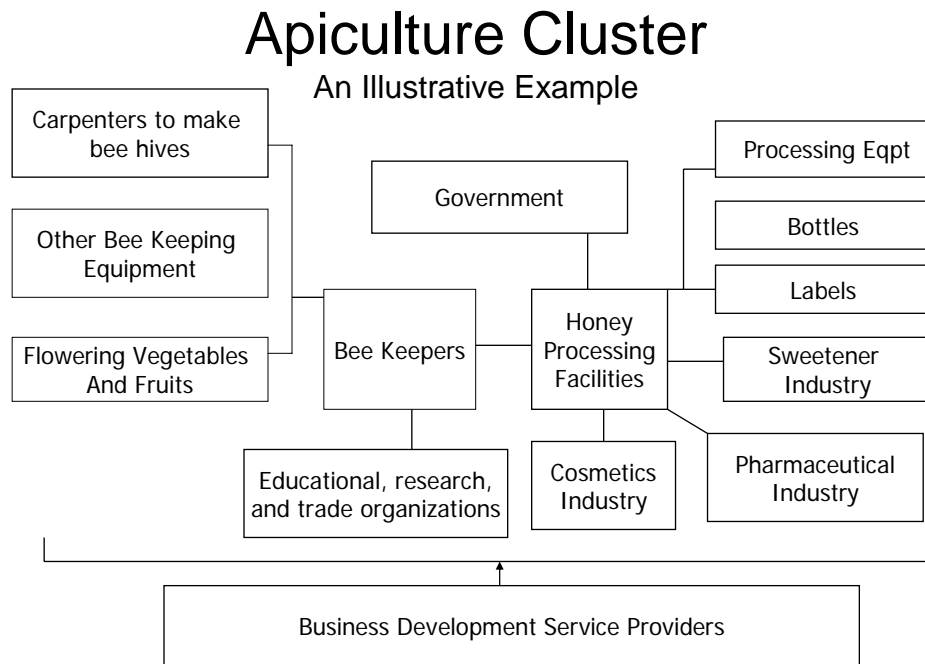 Apiculture Cluster
An Illustrative Example
Carpenters to make
bee hives
Processing Eqpt
Government
Bottles
Other Bee Keeping
Equipment
Labels
Honey
Processing
Facilities
Bee Keepers
Flowering Vegetables
And Fruits
Sweetener
Industry
Educational, research,
and trade organizations
Cosmetics
Industry
Pharmaceutical
Industry
Business Development Service Providers